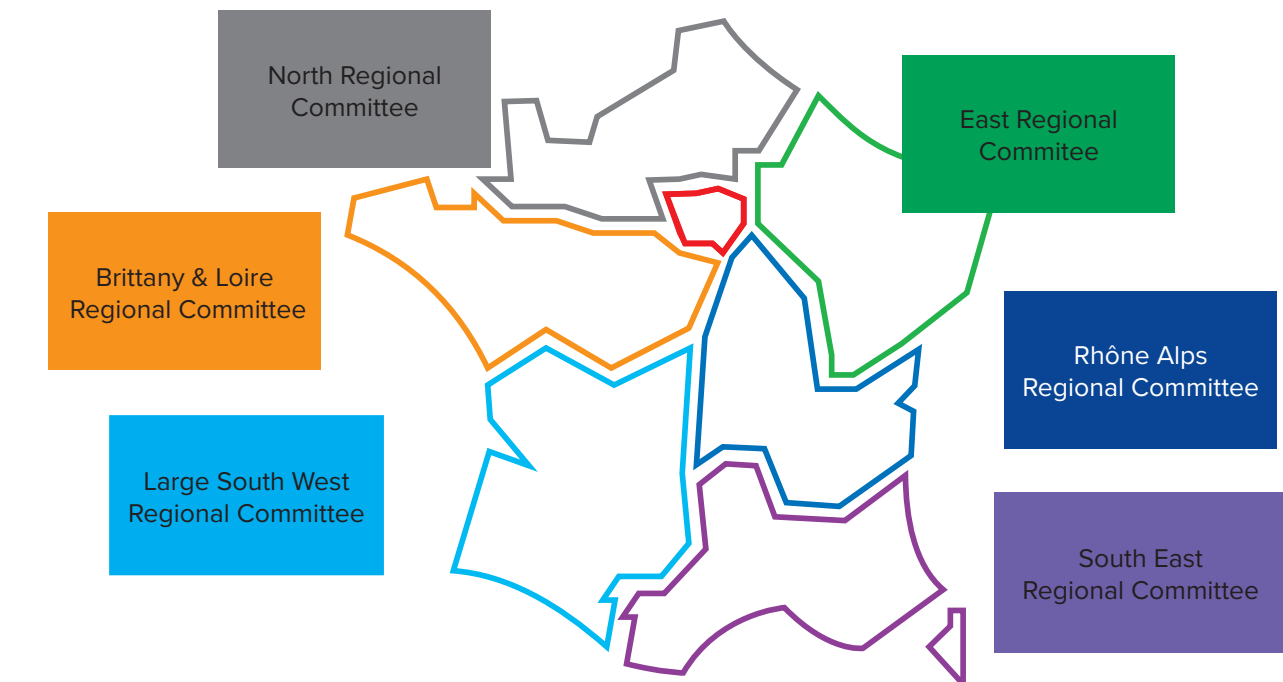 North Regional
Committee
East Regional
Commitee
Brittany & Loire
Regional Committee
Rhône Alps
Regional Committee
Large South West
Regional Committee
South East
Regional Committee